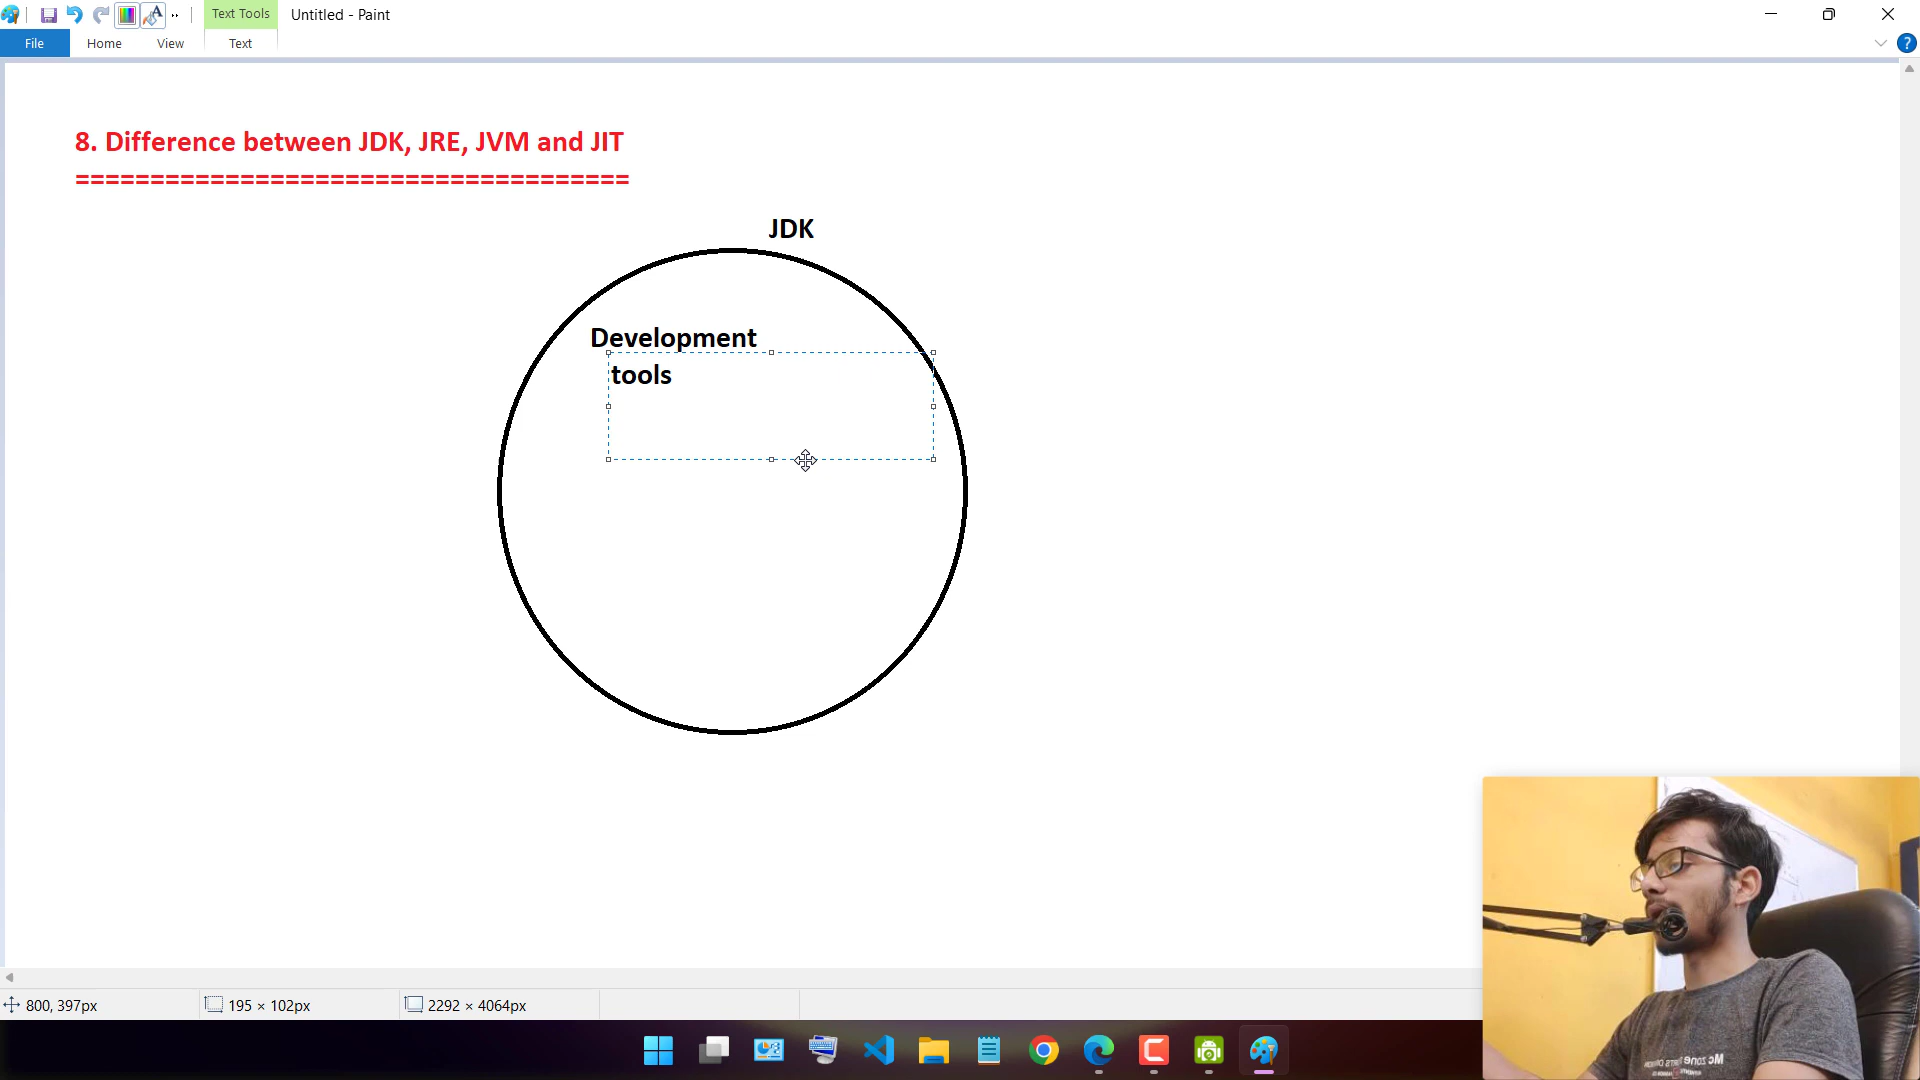 Text Tools
Untitled - Paint
File
Home
View
Text
8. Difference between JDK, JRE, JVM and JIT
=====================================
JDK
Development
tools
800, 397px
195 × 102px
2292 × 4064px